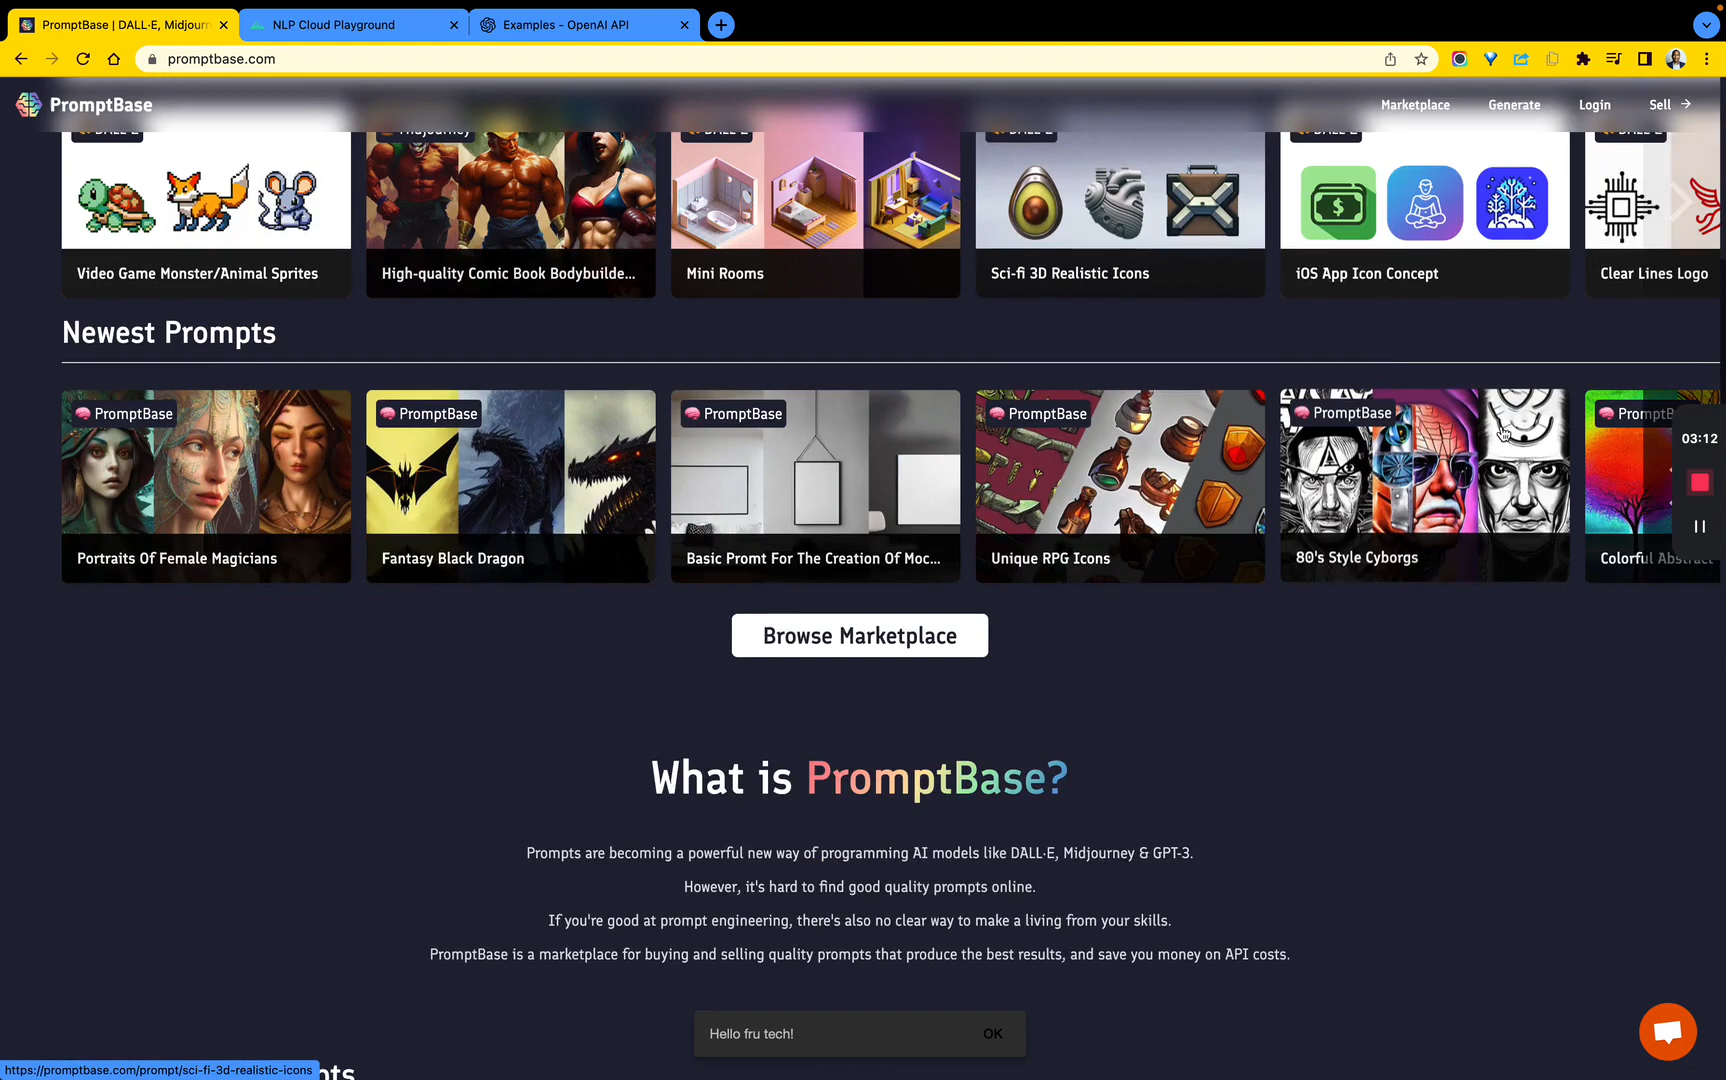 PromptBase | DALL·E, Midjourn
NLP Cloud Playground
Examples - OpenAI API
promptbase.com
PromptBase
Marketplace
Generate
Login
Sell
Video Game Monster/Animal Sprites
High-quality Comic Book Bodybuilde...
Mini Rooms
Sci-fi 3D Realistic Icons
iOS App Icon Concept
Clear Lines Logo
Newest Prompts
PromptBase
PromptBase
PromptBase
PromptBase
PromptBase
03:12
Portraits Of Female Magicians
Fantasy Black Dragon
Basic Promt For The Creation Of Moc...
Unique RPG Icons
80's Style Cyborgs
Colorful Abstract
Browse Marketplace
What is PromptBase?
Prompts are becoming a powerful new way of programming AI models like DALL·E, Midjourney & GPT-3.
However, it's hard to find good quality prompts online.
If you're good at prompt engineering, there's also no clear way to make a living from your skills.
PromptBase is a marketplace for buying and selling quality prompts that produce the best results, and save you money on API costs.
Hello fru tech!
OK
https://promptbase.com/prompt/sci-fi-3d-realistic-icons